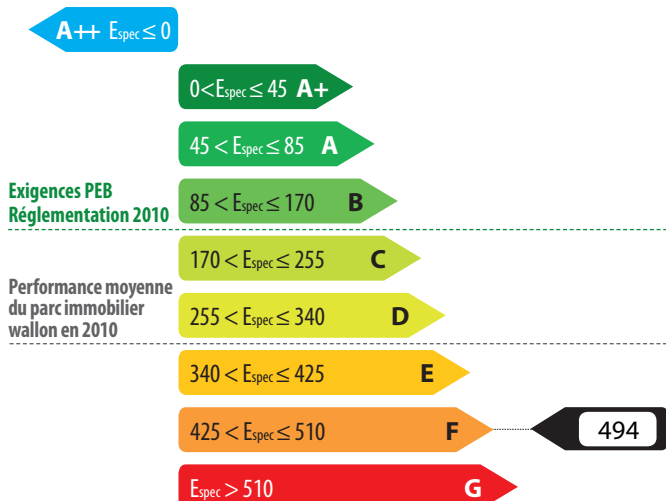 A++ Espec ≤ 0
0 < Espec ≤ 45 A+
45 < Espec ≤ 85 A
Exigences PEB
Réglementation 2010
85 < Espec ≤ 170 B
170 < Espec ≤ 255 C
Performance moyenne
du parc immobilier
wallon en 2010
255 < Espec ≤ 340 D
340 < Espec ≤ 425 E
425 < Espec ≤ 510 F 494
Espec > 510 G